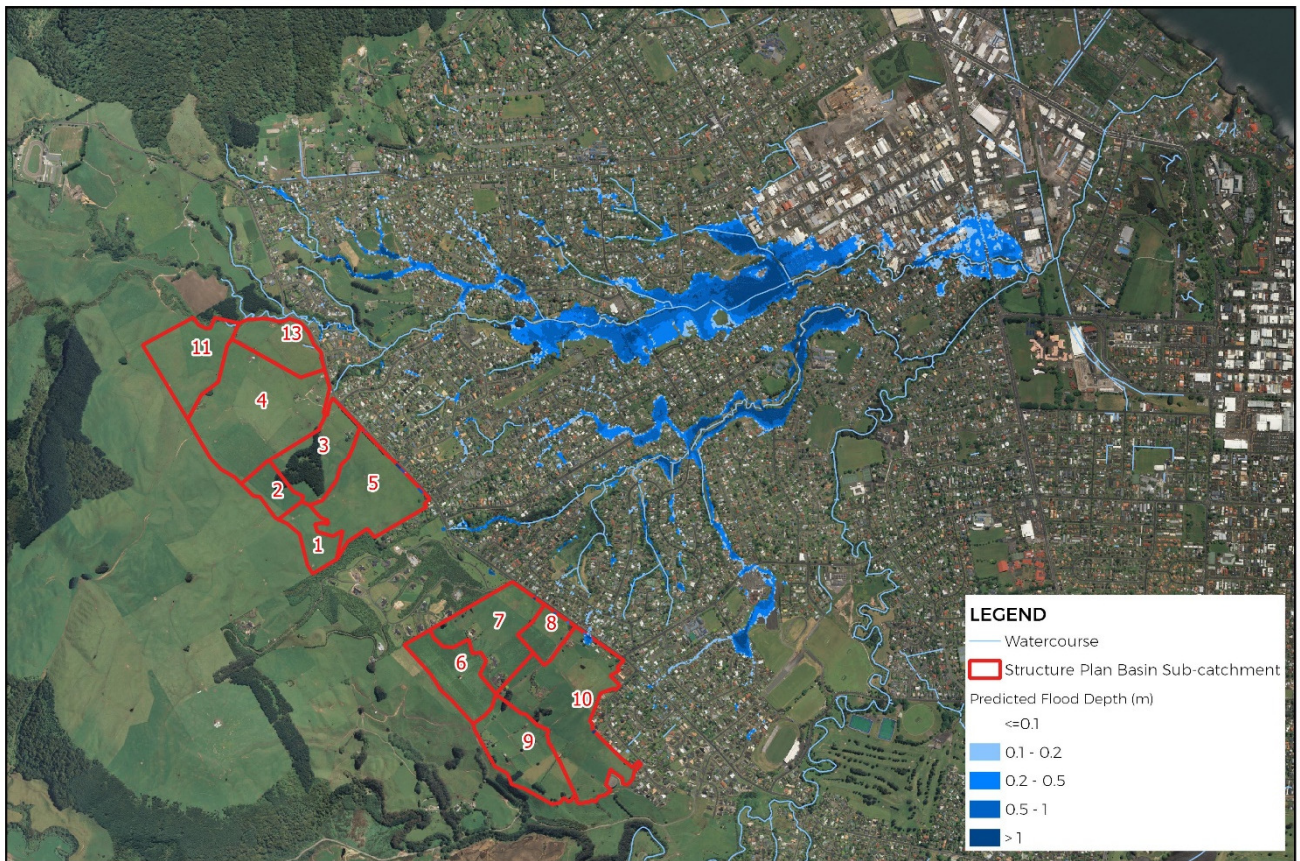 13
11
4
3
2
5
1
7
8
6
10
9
LEGEND
Watercourse
Structure Plan Basin Sub-catchment
Predicted Flood Depth (m)
<=0.1
0.1 - 0.2
0.2 - 0.5
0.5 - 1
> 1